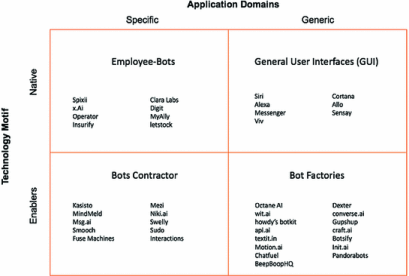 Application Domains
Specific
Generic
Technology Motif
Native
Enablers
Employee-Bots
Spixii
x.Ai
Operator
Insurify
Clara Labs
Digit
MyAlly
letstock
General User Interfaces (GUI)
Siri
Alexa
Messenger
Viv
Cortana
Allo
Sensay
Bots Contractor
Kasisto
MindMeld
Msg.ai
Smooch
Fuse Machines
Mezi
Niki.ai
Swelly
Sudo
Interactions
Bot Factories
Octane AI
wit.ai
howdy's botkit
api.ai
textit.in
Motion.ai
Chatfuel
BeepBoopHQ
Dexter
converse.ai
Gupshup
craft.ai
Botsify
Init.ai
Pandorabots